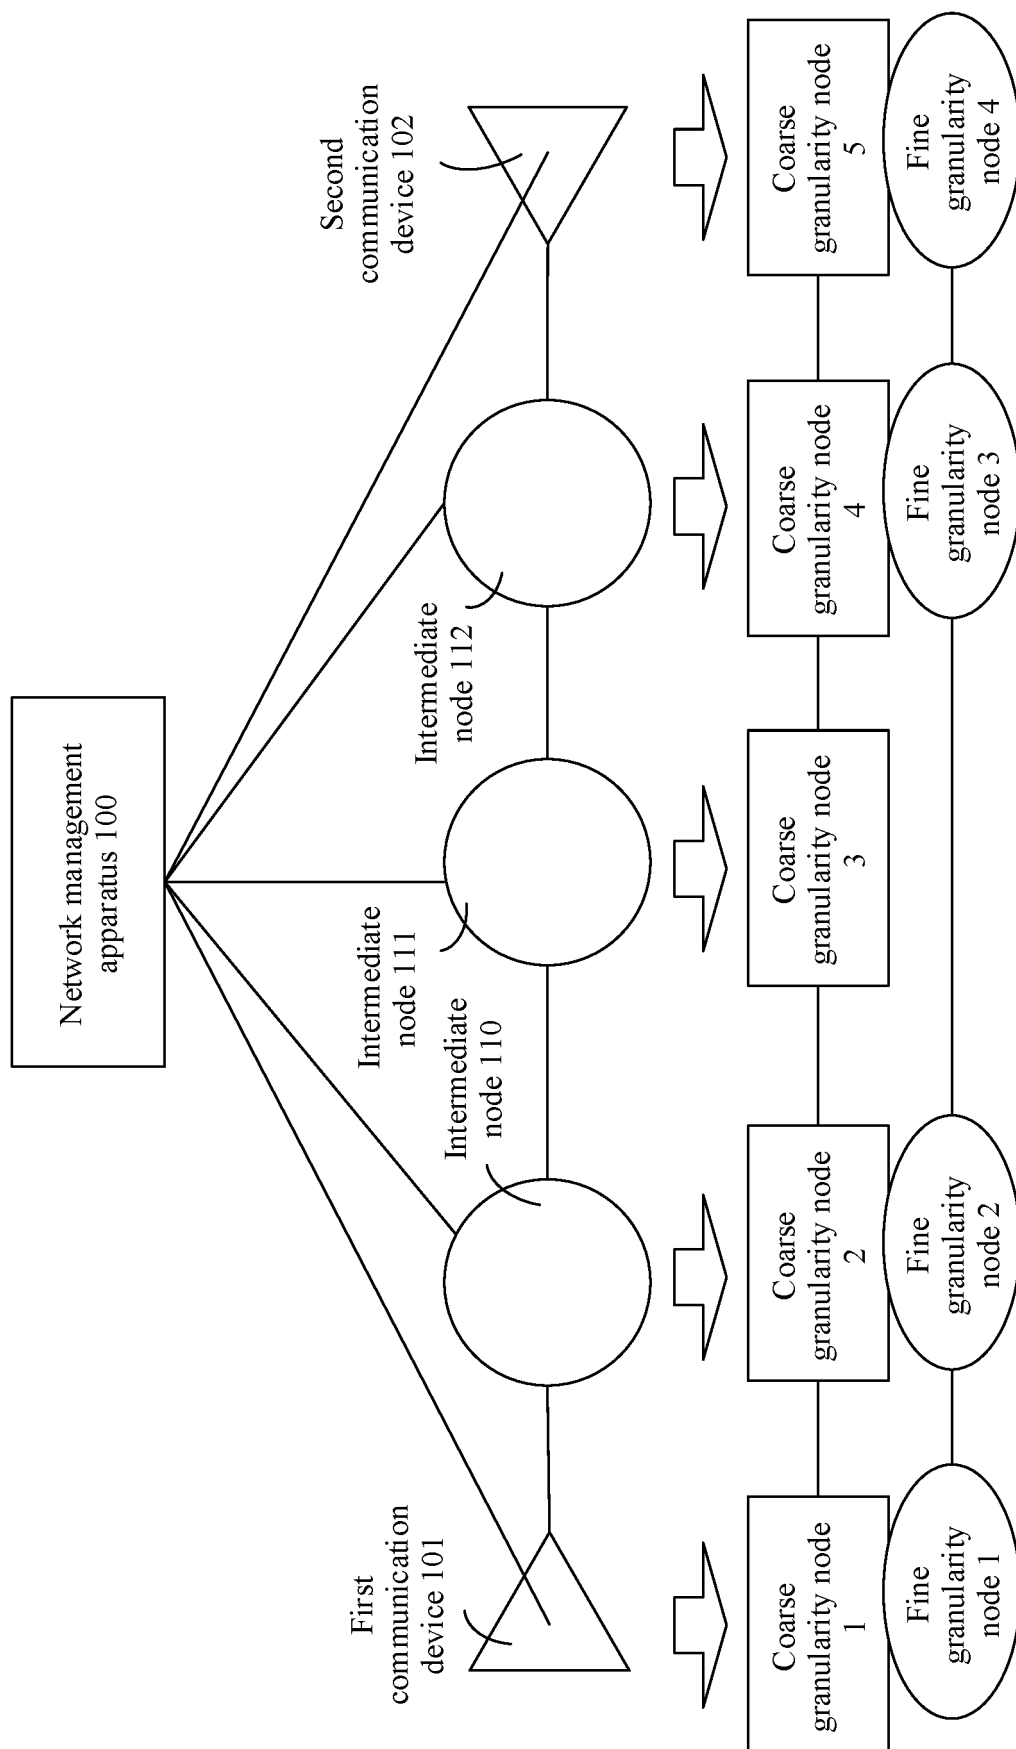 Network management
apparatus 100
First
communication
device 101
Intermediate
node 110
Intermediate
node 111
Intermediate
node 112
Second
communication
device 102
Coarse
granularity node
1
Coarse
granularity node
2
Coarse
granularity node
3
Coarse
granularity node
4
Coarse
granularity node
5
Fine
granularity
node 1
Fine
granularity
node 2
Fine
granularity
node 3
Fine
granularity
node 4